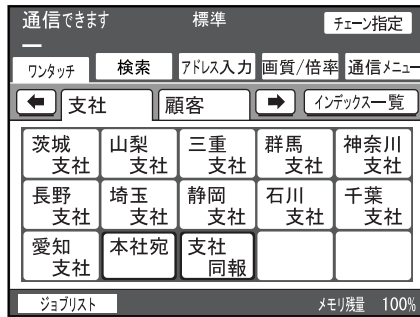 通信できます 標準 チェーン指定
ワンタッチ 検索 アドレス入力 画質/倍率 通信メニュー
支社 顧客 インデックス一覧
茨城 山梨 三重 群馬 神奈川
支社 支社 支社 支社 支社
長野 埼玉 静岡 石川 千葉
支社 支社 支社 支社 支社
愛知 本社宛 支社
支社 同報
ジョブリスト メモリ残量 100%